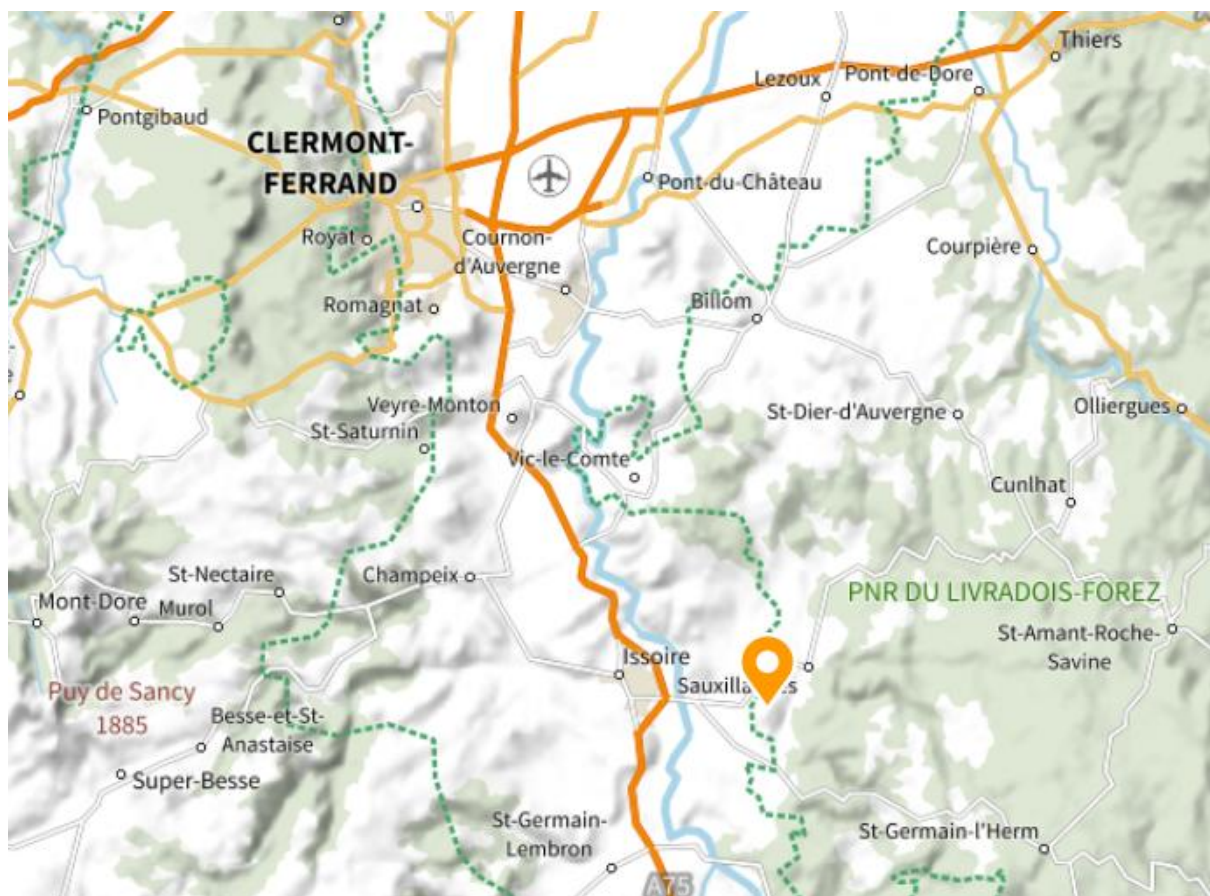 Thiers
Lezoux
Pont-de-Dore
Pontgibaud
CLERMONT-
FERRAND
Pont-du-Château
Royat
Cournon-
d'Auvergne
Courpière
Romagnat
Billom
Veyre-Monton
St-Saturnin
St-Dier-d'Auvergne
Olliergues
Vic-le-Comte
Cunlhat
St-Nectaire
Champeix
PNR DU LIVRADOIS-FOREZ
Mont-Dore
Murol
St-Amant-Roche-
Savine
Issoire
Puy de Sancy
1885
Besse-et-St-
Anastaise
Super-Besse
St-Germain-
Lembron
St-Germain-l'Herm
A75